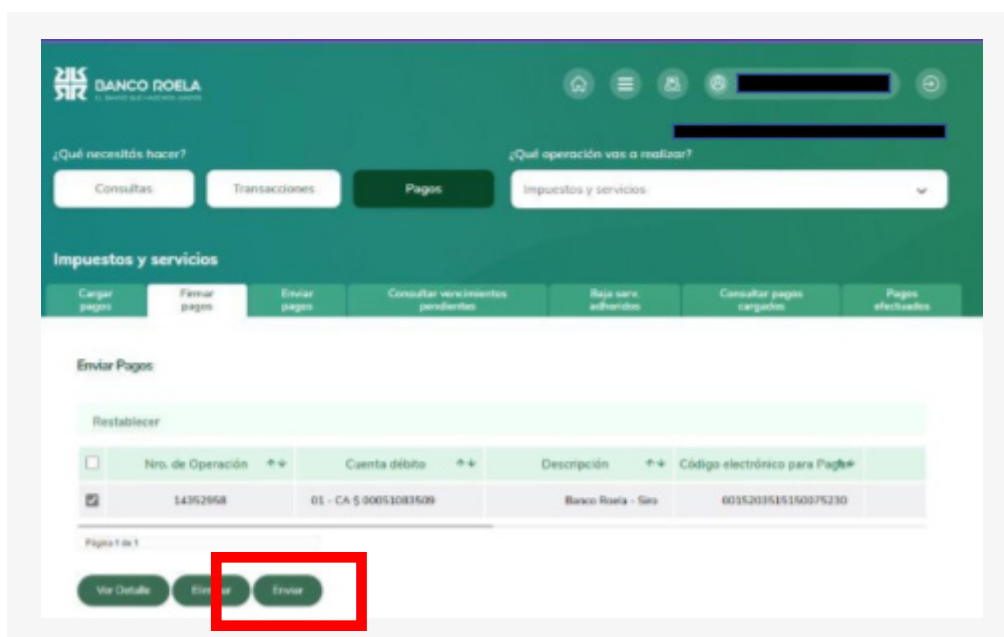 BANCO ROELA
¿Qué necesitás hacer?
¿Qué operación vas a realizar?
Consultas
Transacciones
Pagos
Impuestos y servicios
Impuestos y servicios
Cargar pagos
Firmar pagos
Enviar pagos
Consultar vencimientos pendientes
Baja serv. adheridos
Consultar pagos cargados
Pagos efectuados
Enviar Pagos
Restablecer
Nro. de Operación
Cuenta débito
Descripción
Código electrónico para Pagos
14352958
01 - CA $ 00051083509
Banco Roela - Siro
0015203515150075230
Página 1 de 1
Ver Detalle
Eliminar
Enviar